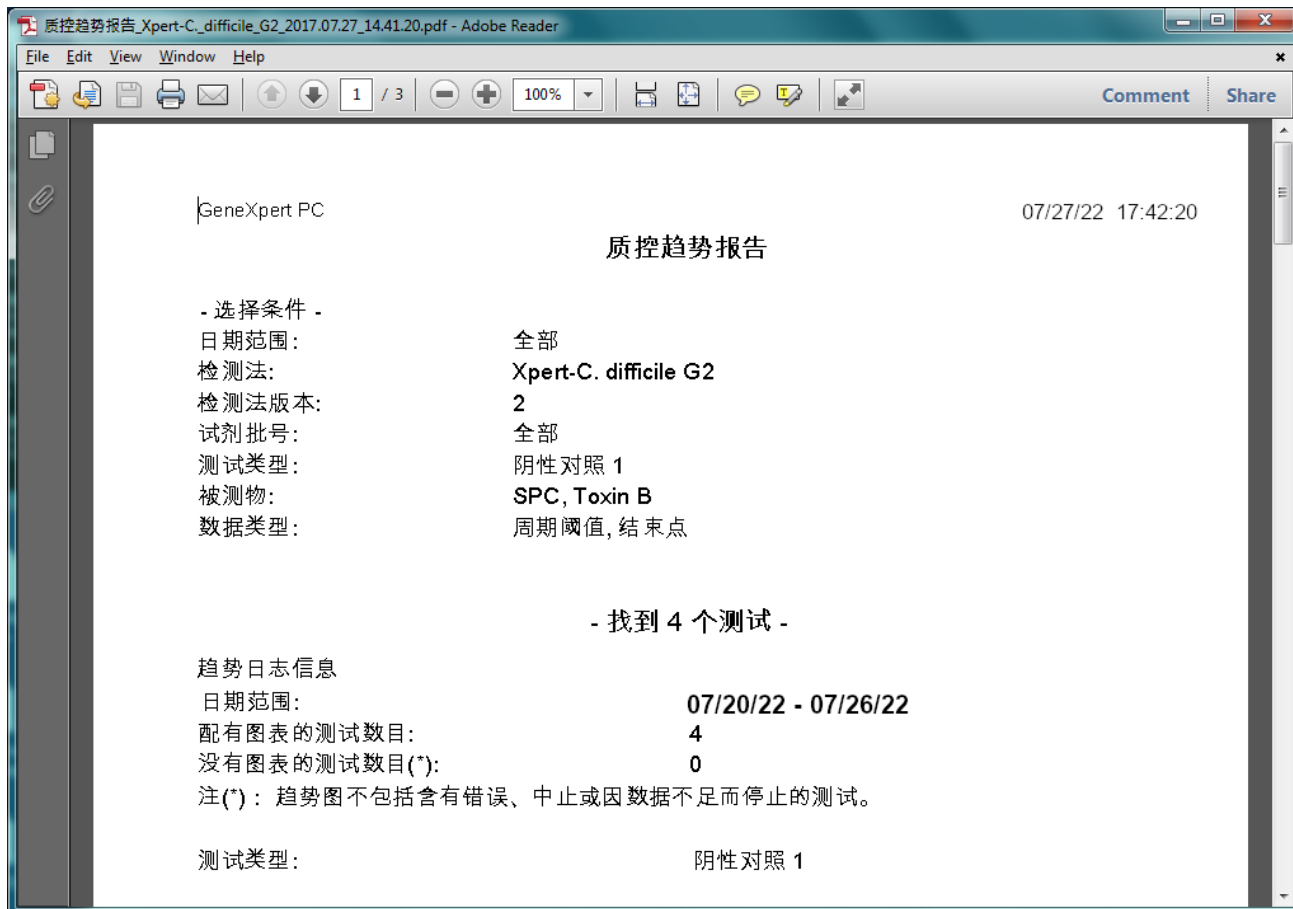 质控趋势报告_Xpert-C._difficile_G2_2017.07.27_14.41.20.pdf - Adobe Reader
File Edit View Window Help
1 / 3 100% Comment Share
GeneXpert PC 07/27/22 17:42:20
质控趋势报告
- 选择条件 -
日期范围: 全部
检测法: Xpert-C. difficile G2
检测法版本: 2
试剂批号: 全部
测试类型: 阴性对照 1
被测物: SPC, Toxin B
数据类型: 周期阈值, 结束点
- 找到 4 个测试 -
趋势日志信息
日期范围: 07/20/22 - 07/26/22
配有图表的测试数目: 4
没有图表的测试数目(*): 0
注(*) : 趋势图不包括含有错误、中止或因数据不足而停止的测试。
测试类型: 阴性对照 1